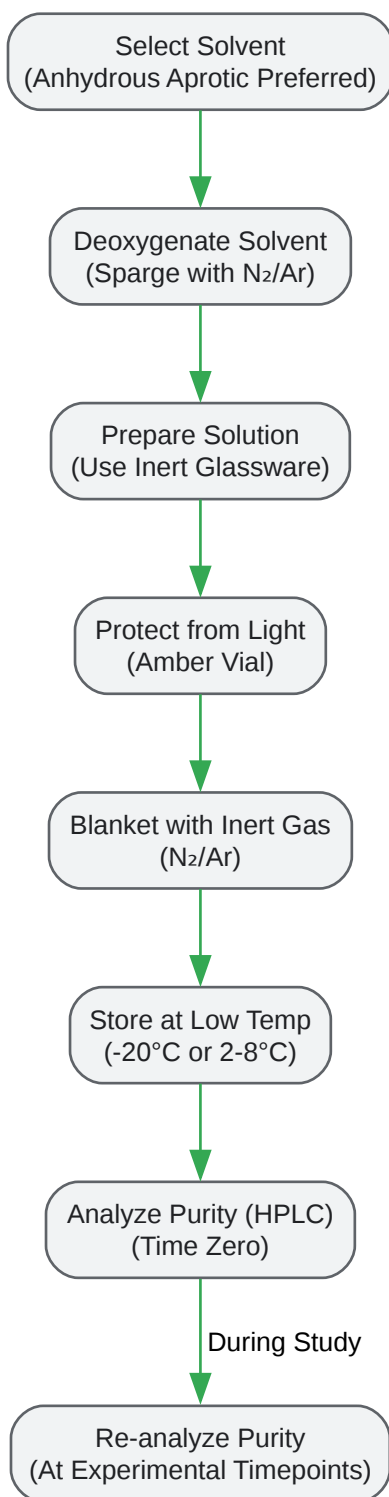 Select Solvent
(Anhydrous Aprotic Preferred)
Deoxygenate Solvent
(Sparge with N₂/Ar)
Prepare Solution
(Use Inert Glassware)
Protect from Light
(Amber Vial)
Blanket with Inert Gas
(N₂/Ar)
Store at Low Temp
(-20°C or 2-8°C)
Analyze Purity (HPLC)
(Time Zero)
During Study
Re-analyze Purity
(At Experimental Timepoints)